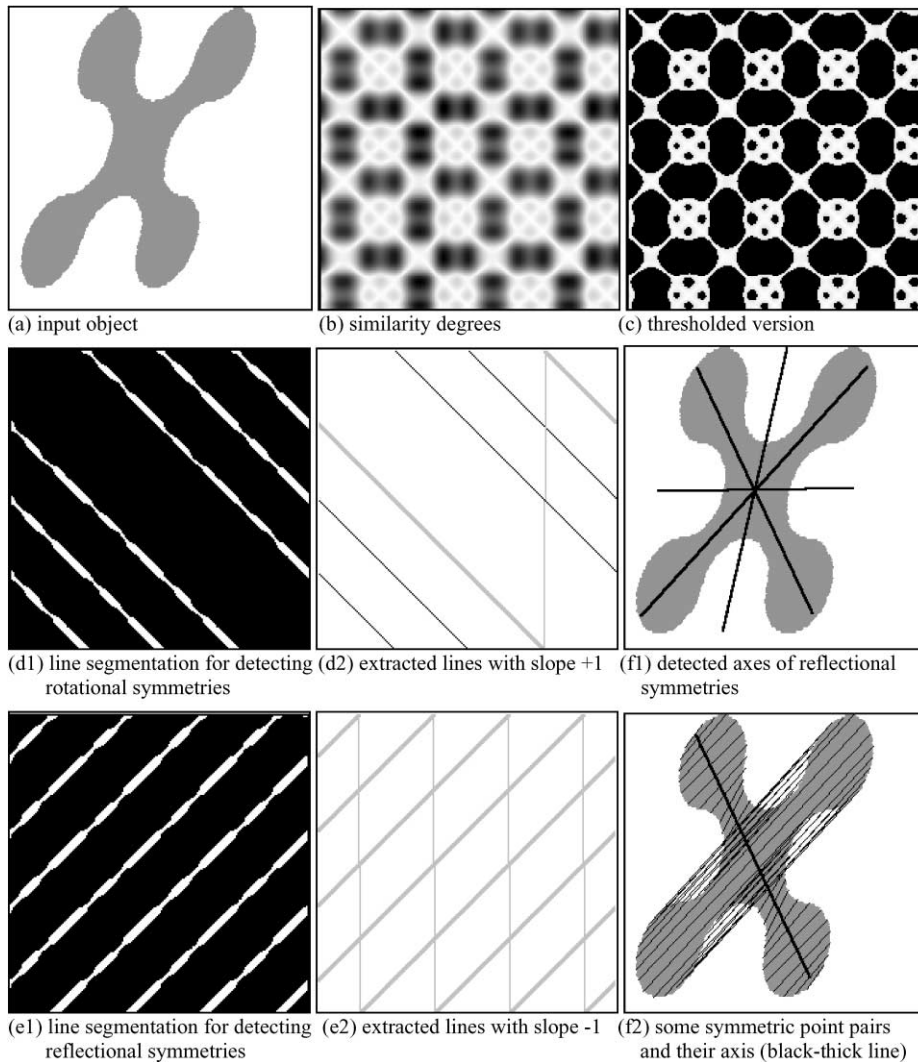 (a) input object
(b) similarity degrees
(c) thresholded version
(d1) line segmentation for detecting
rotational symmetries
(d2) extracted lines with slope +1
(f1) detected axes of reflectional
symmetries
(e1) line segmentation for detecting
reflectional symmetries
(e2) extracted lines with slope -1
(f2) some symmetric point pairs
and their axis (black-thick line)